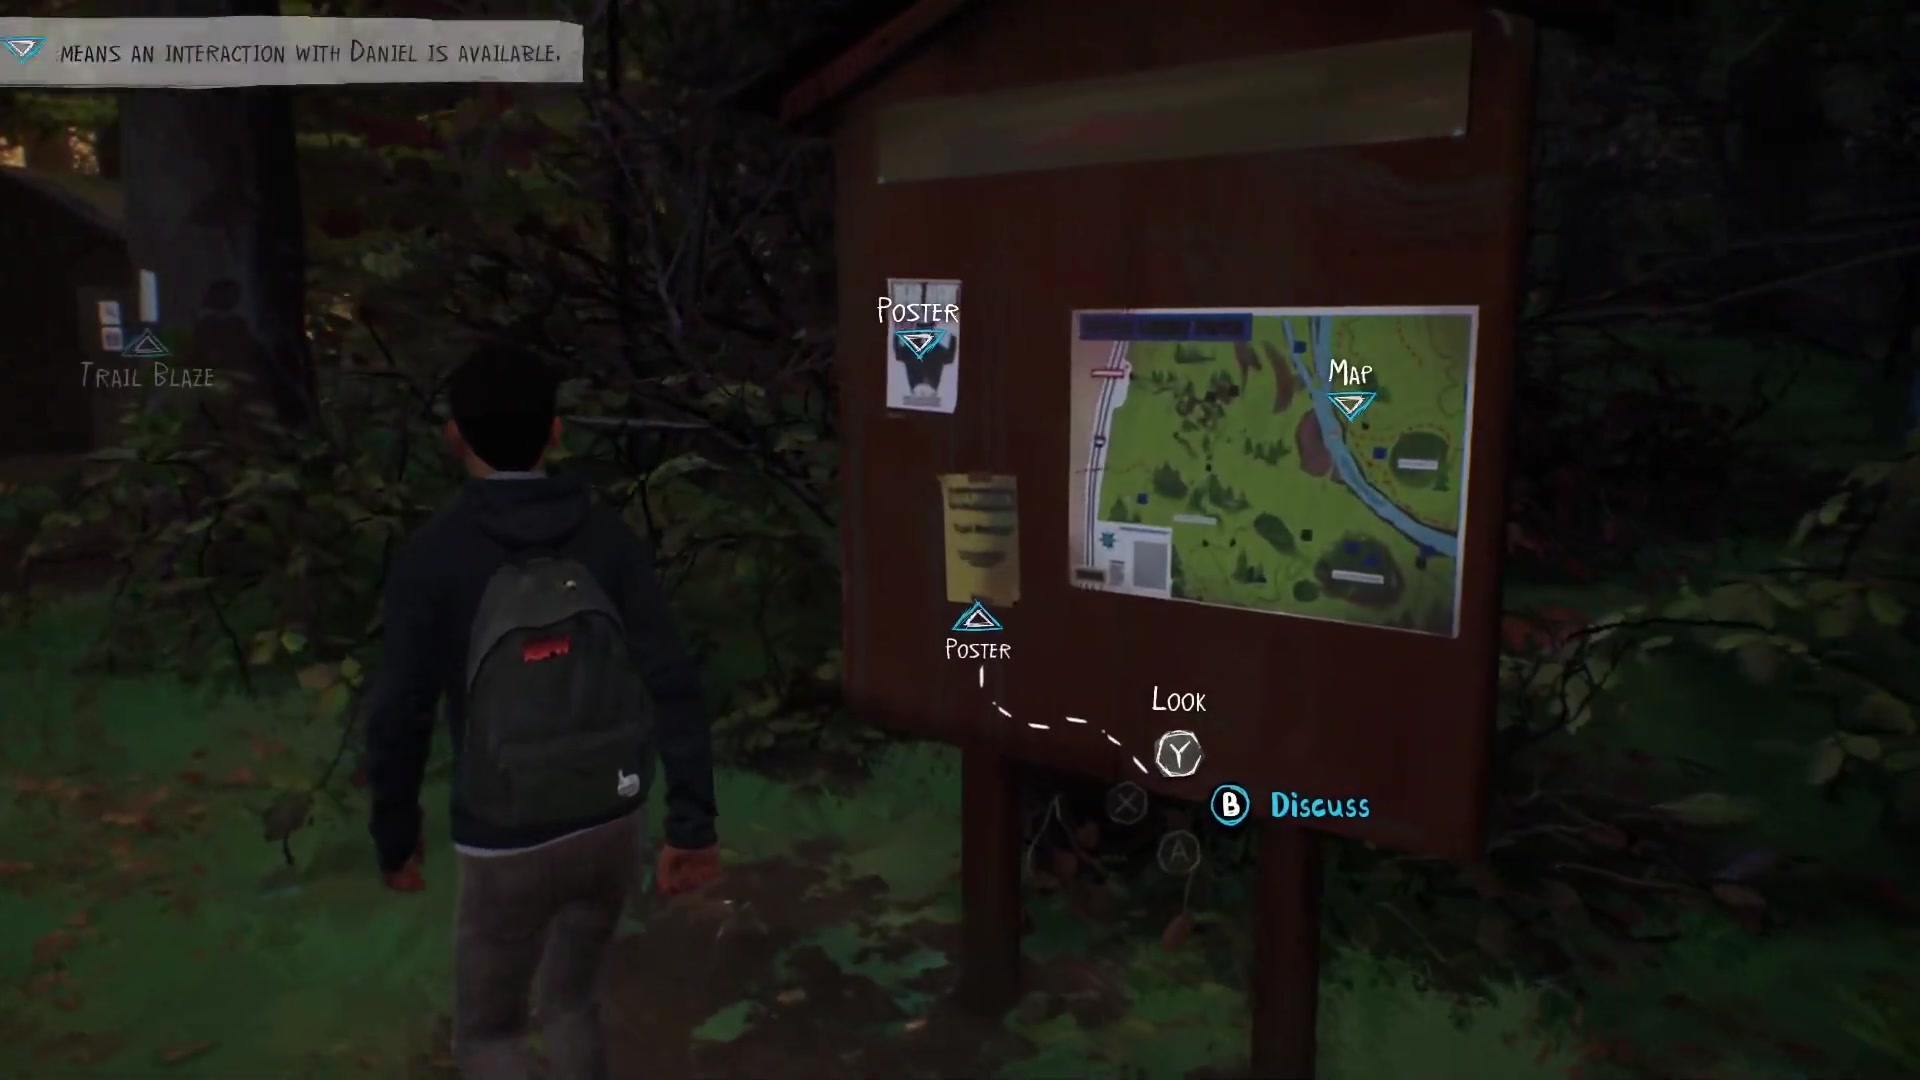 MEANS AN INTERACTION WITH DANIEL IS AVAILABLE.
POSTER
MAP
TRAIL BLAZE
POSTER
LOOK
Y
X
B Discuss
A